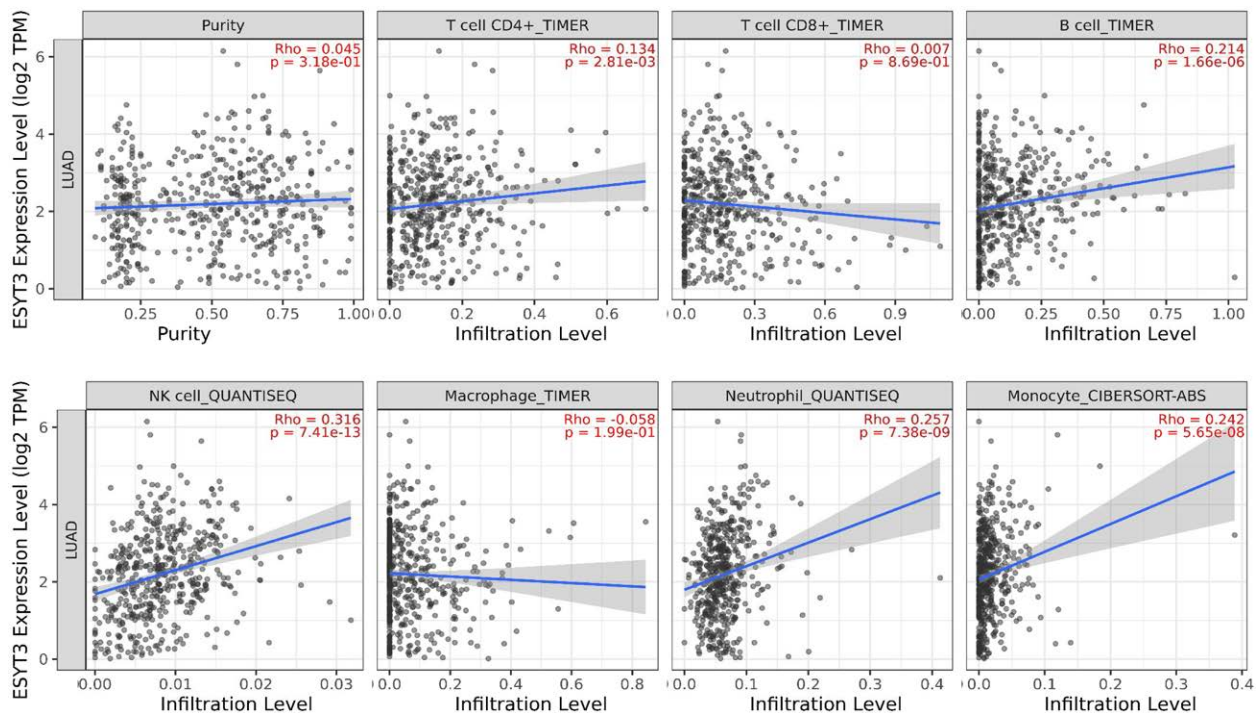 Purity
T cell CD4+_TIMER
T cell CD8+_TIMER
B cell_TIMER
ESYT3 Expression Level (log2 TPM)
LUAD
6
4
2
0
Rho = 0.045
p = 3.18e-01
Rho = 0.134
p = 2.81e-03
Rho = 0.007
p = 8.69e-01
Rho = 0.214
p = 1.66e-06
0.25 0.50 0.75 1.00
0.0 0.2 0.4 0.6
0.0 0.3 0.6 0.9
0.00 0.25 0.50 0.75 1.00
Purity
Infiltration Level
Infiltration Level
Infiltration Level
NK cell_QUANTISEQ
Macrophage_TIMER
Neutrophil_QUANTISEQ
Monocyte_CIBERSORT-ABS
ESYT3 Expression Level (log2 TPM)
LUAD
6
4
2
0
Rho = 0.316
p = 7.41e-13
Rho = -0.058
p = 1.99e-01
Rho = 0.257
p = 7.38e-09
Rho = 0.242
p = 5.65e-08
0.00 0.01 0.02 0.03
0.0 0.2 0.4 0.6 0.8
0.0 0.1 0.2 0.3 0.4
0.0 0.1 0.2 0.3 0.4
Infiltration Level
Infiltration Level
Infiltration Level
Infiltration Level